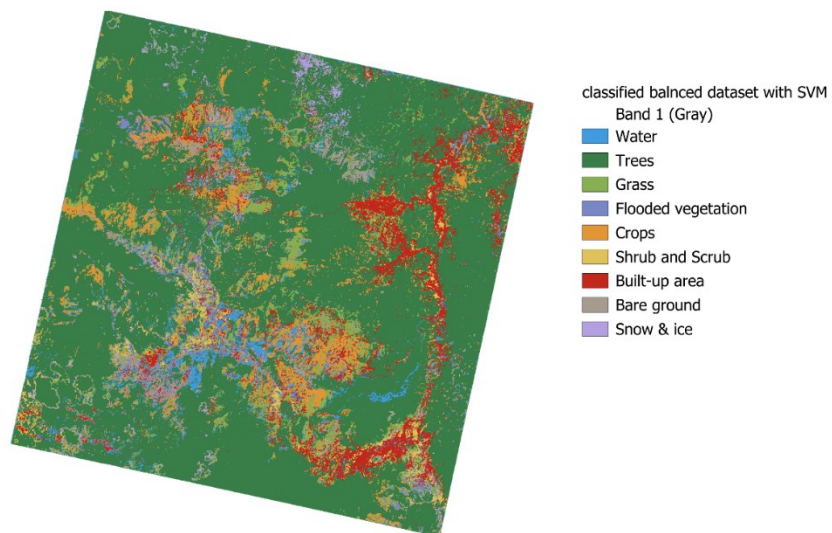 classified balnced dataset with SVM
Band 1 (Gray)
Water
Trees
Grass
Flooded vegetation
Crops
Shrub and Scrub
Built-up area
Bare ground
Snow & ice